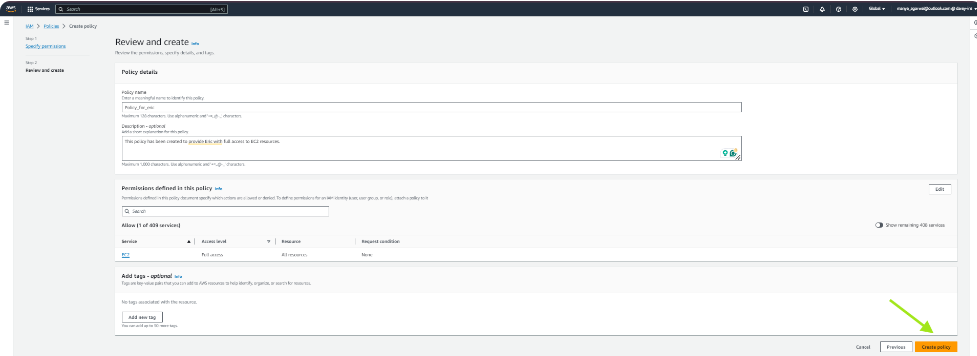 aws Services Search [Alt+S] Global
IAM > Policies > Create policy
Step 1
Specify permissions
Step 2
Review and create
Review and create Info
Review the permissions, specify details, and tags.
Policy details
Policy name
Enter a meaningful name to identify this policy.
Policy_for_eric
Maximum 128 characters. Use alphanumeric and '+=,.@-_' characters.
Description - optional
Add a short explanation for this policy.
This policy has been created to provide Eric with full access to EC2 resources.
Maximum 1,000 characters. Use alphanumeric and '+=,.@-_' characters.
Permissions defined in this policy Info
Edit
Permissions defined in this policy document specify which actions are allowed or denied. To define permissions for an IAM identity (user, user group, or role), attach a policy to it
Search
Allow (1 of 409 services)
Show remaining 408 services
Service Access level Resource Request condition
EC2 Full access All resources None
Add tags - optional Info
Tags are key-value pairs that you can add to AWS resources to help identify, organize, or search for resources.
No tags associated with the resource.
Add new tag
You can add up to 50 more tags.
Cancel Previous Create policy